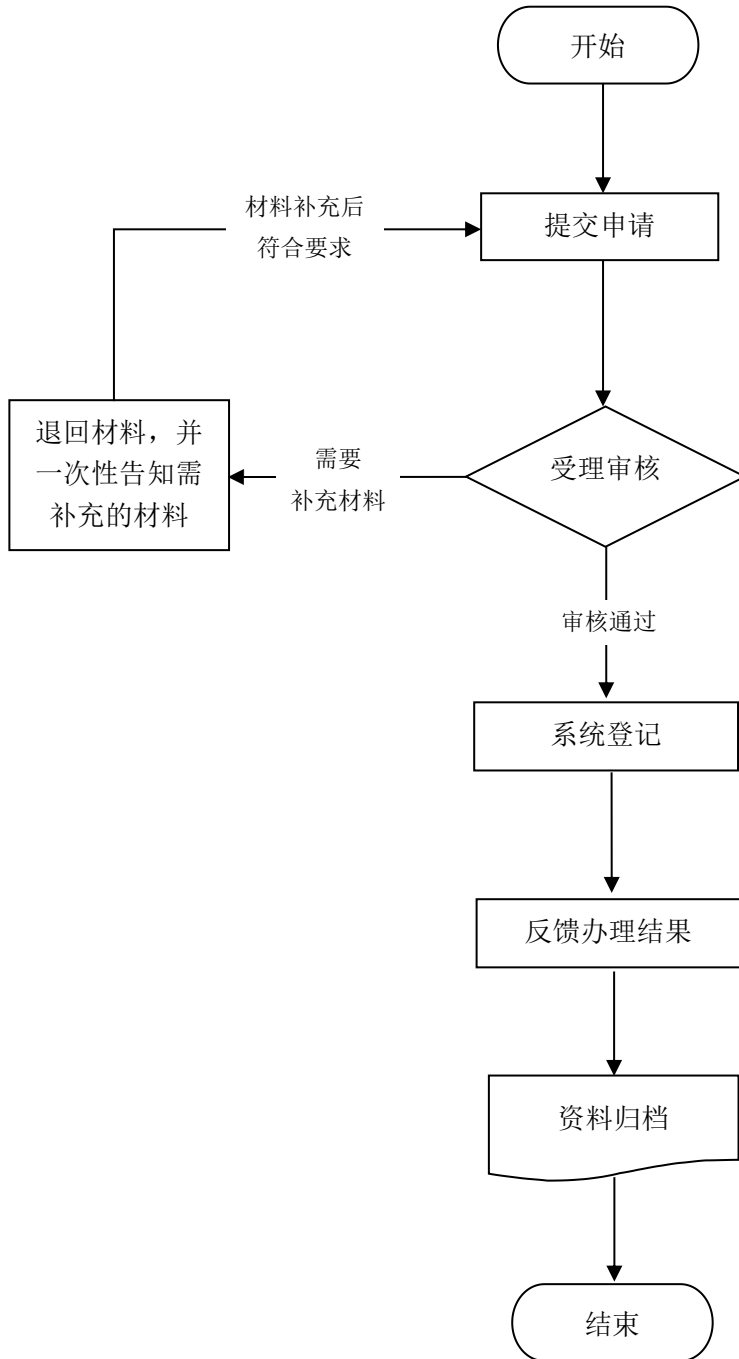 开始
材料补充后
符合要求
提交申请
退回材料，并
一次性告知需
补充的材料
需要
补充材料
受理审核
审核通过
系统登记
反馈办理结果
资料归档
结束